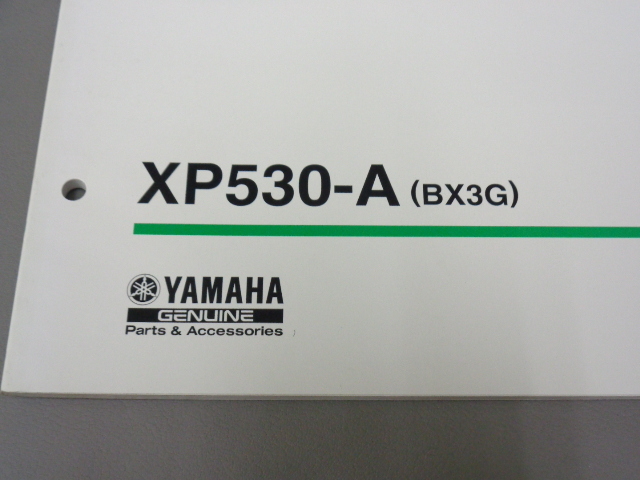 XP530-A (BX3G)
YAMAHA
GENUINE
Parts & Accessories